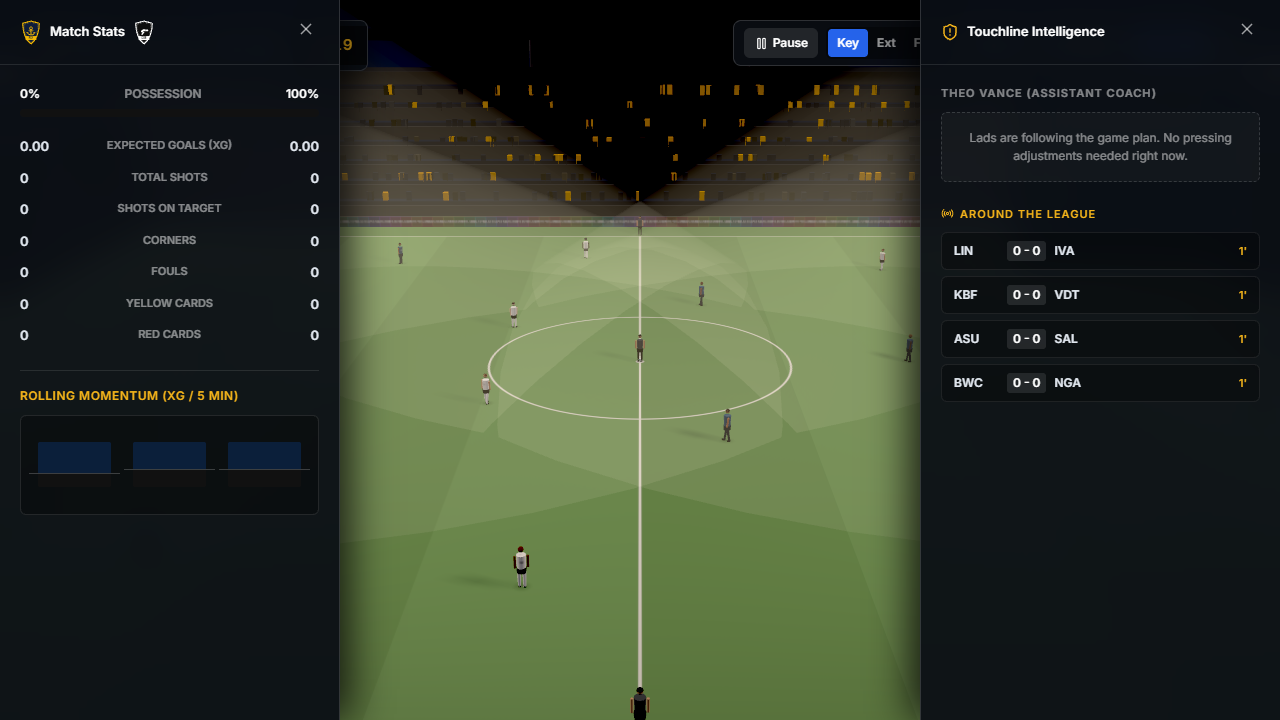 Match Stats
0% POSSESSION 100%
0.00 EXPECTED GOALS (XG) 0.00
0 TOTAL SHOTS 0
0 SHOTS ON TARGET 0
0 CORNERS 0
0 FOULS 0
0 YELLOW CARDS 0
0 RED CARDS 0
ROLLING MOMENTUM (XG / 5 MIN)
.9
Pause Key Ext F
Touchline Intelligence
THEO VANCE (ASSISTANT COACH)
Lads are following the game plan. No pressing
adjustments needed right now.
AROUND THE LEAGUE
LIN 0 - 0 IVA 1'
KBF 0 - 0 VDT 1'
ASU 0 - 0 SAL 1'
BWC 0 - 0 NGA 1'